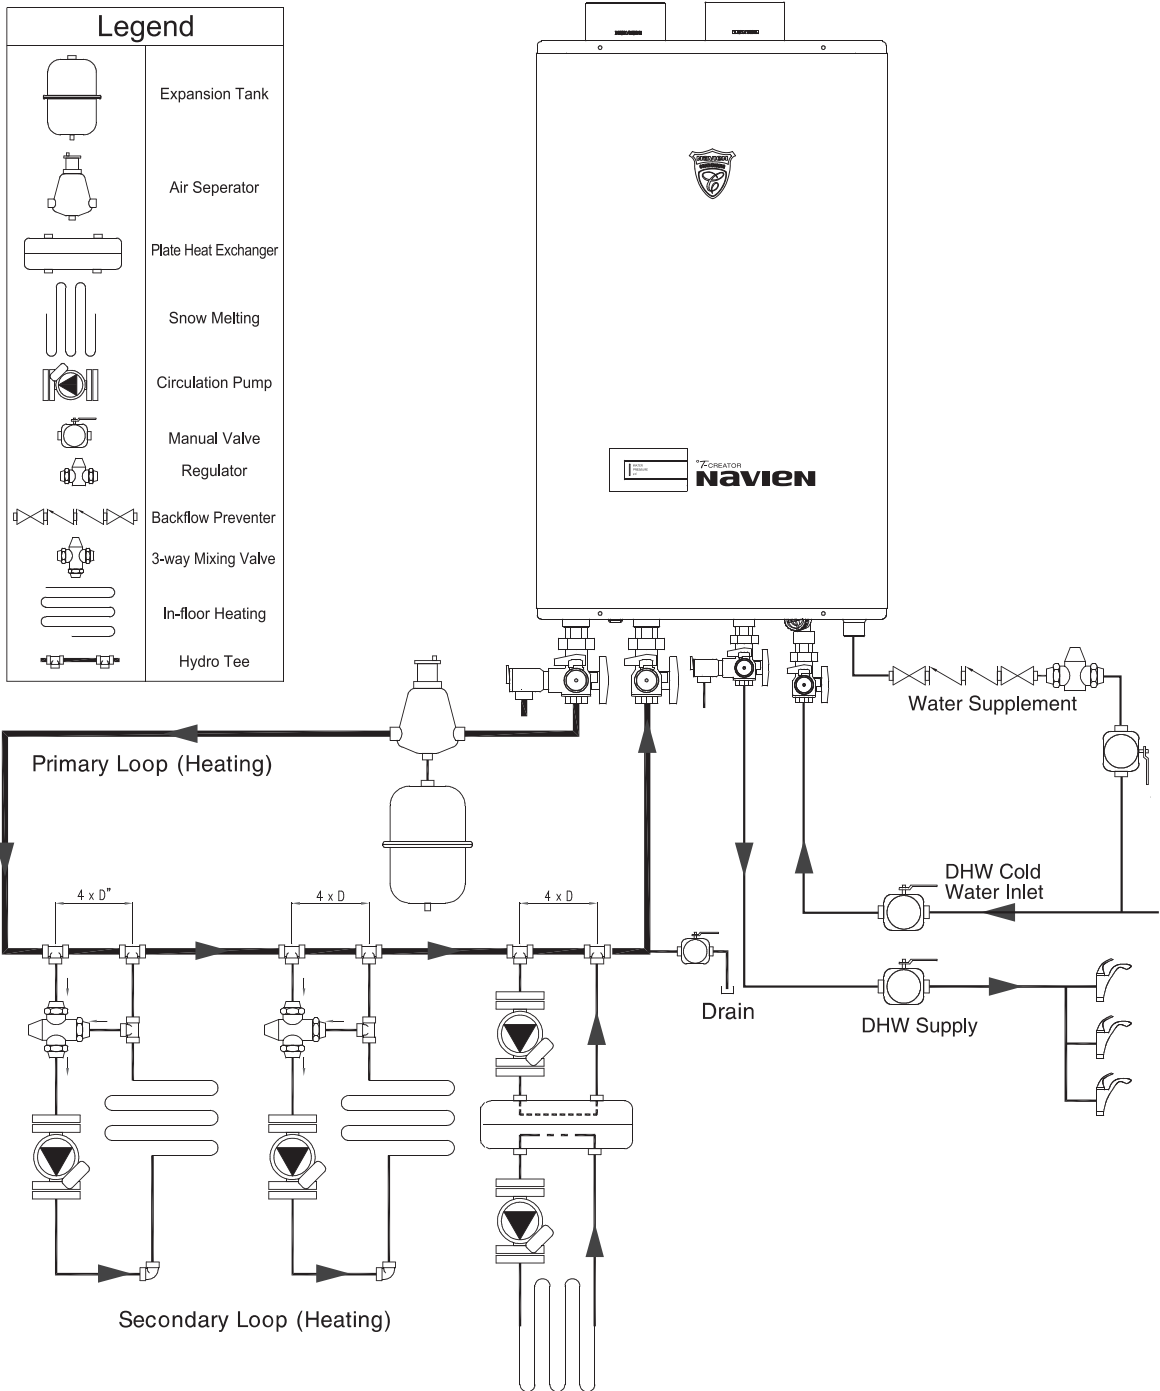 Legend
Expansion Tank
Air Seperator
Plate Heat Exchanger
Snow Melting
Circulation Pump
Manual Valve
Regulator
Backflow Preventer
3-way Mixing Valve
In-floor Heating
Hydro Tee
CREATOR
NAVIEN
Water Supplement
Primary Loop (Heating)
DHW Cold
Water Inlet
4 x D"
4 x D
4 x D
Drain
DHW Supply
Secondary Loop (Heating)